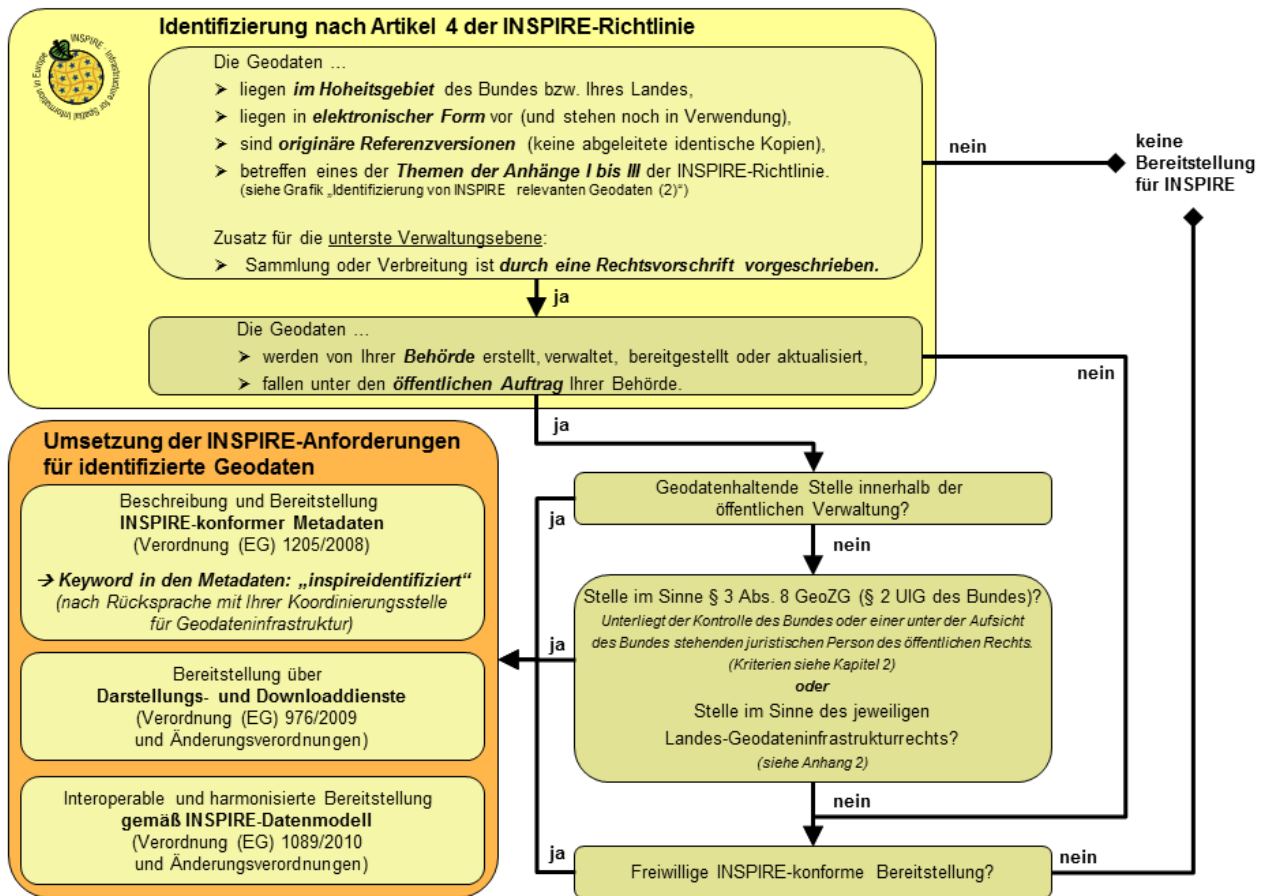 Identifizierung nach Artikel 4 der INSPIRE-Richtlinie
INSPIRE - Infrastructure for Spatial Information in Europe
Die Geodaten …
➢ liegen im Hoheitsgebiet des Bundes bzw. Ihres Landes,
➢ liegen in elektronischer Form vor (und stehen noch in Verwendung),
➢ sind originäre Referenzversionen (keine abgeleitete identische Kopien),
➢ betreffen eines der Themen der Anhänge I bis III der INSPIRE-Richtlinie.
(siehe Grafik „Identifizierung von INSPIRE relevanten Geodaten (2)“)
Zusatz für die unterste Verwaltungsebene:
➢ Sammlung oder Verbreitung ist durch eine Rechtsvorschrift vorgeschrieben.
nein
keine
Bereitstellung
für INSPIRE
ja
Die Geodaten …
➢ werden von Ihrer Behörde erstellt, verwaltet, bereitgestellt oder aktualisiert,
➢ fallen unter den öffentlichen Auftrag Ihrer Behörde.
nein
ja
Umsetzung der INSPIRE-Anforderungen
für identifizierte Geodaten
Beschreibung und Bereitstellung
INSPIRE-konformer Metadaten
(Verordnung (EG) 1205/2008)
→ Keyword in den Metadaten: „inspireidentifiziert“
(nach Rücksprache mit Ihrer Koordinierungsstelle
für Geodateninfrastruktur)
Bereitstellung über
Darstellungs- und Downloaddienste
(Verordnung (EG) 976/2009
und Änderungsverordnungen)
Interoperable und harmonisierte Bereitstellung
gemäß INSPIRE-Datenmodell
(Verordnung (EG) 1089/2010
und Änderungsverordnungen)
Geodatenhaltende Stelle innerhalb der
öffentlichen Verwaltung?
ja
nein
Stelle im Sinne § 3 Abs. 8 GeoZG (§ 2 UIG des Bundes)?
Unterliegt der Kontrolle des Bundes oder einer unter der Aufsicht
des Bundes stehenden juristischen Person des öffentlichen Rechts.
(Kriterien siehe Kapitel 2)
oder
Stelle im Sinne des jeweiligen
Landes-Geodateninfrastrukturrechts?
(siehe Anhang 2)
ja
nein
Freiwillige INSPIRE-konforme Bereitstellung?
ja
nein